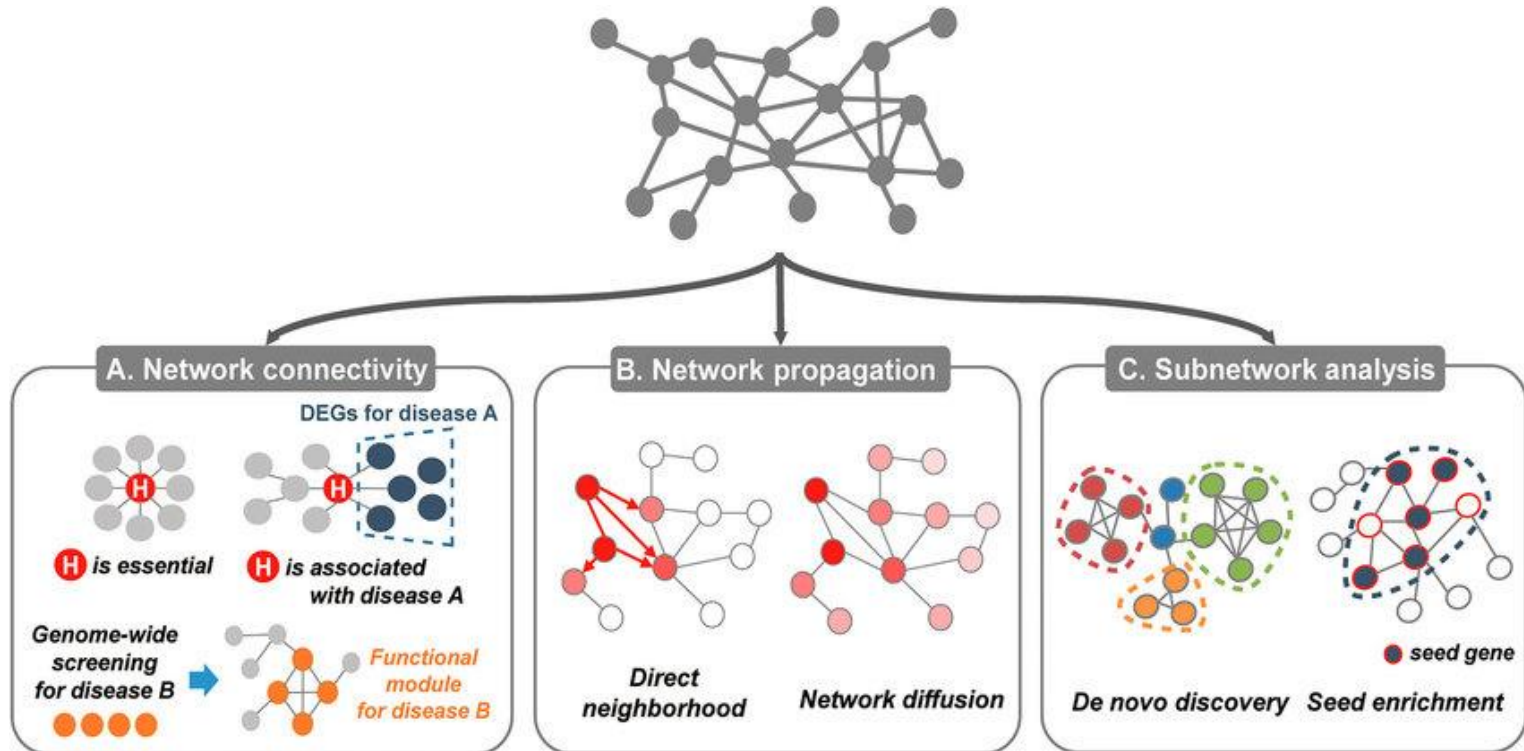 A. Network connectivity
DEGs for disease A
H
H
H is essential
H is associated
with disease A
Genome-wide
screening
for disease B
Functional
module
for disease B
B. Network propagation
Direct
neighborhood
Network diffusion
C. Subnetwork analysis
seed gene
De novo discovery
Seed enrichment